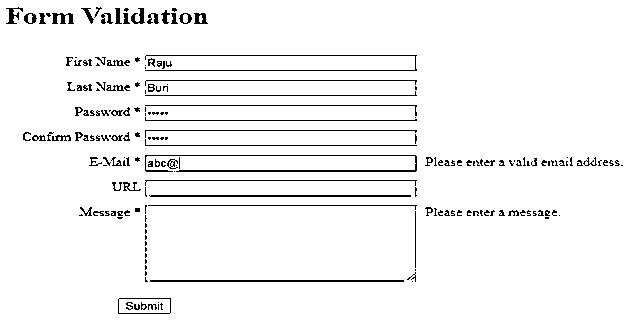 Form Validation
First Name * Raju
Last Name * Buri
Password * •••••
Confirm Password * •••••
E-Mail * abc@ Please enter a valid email address.
URL
Message * Please enter a message.
Submit